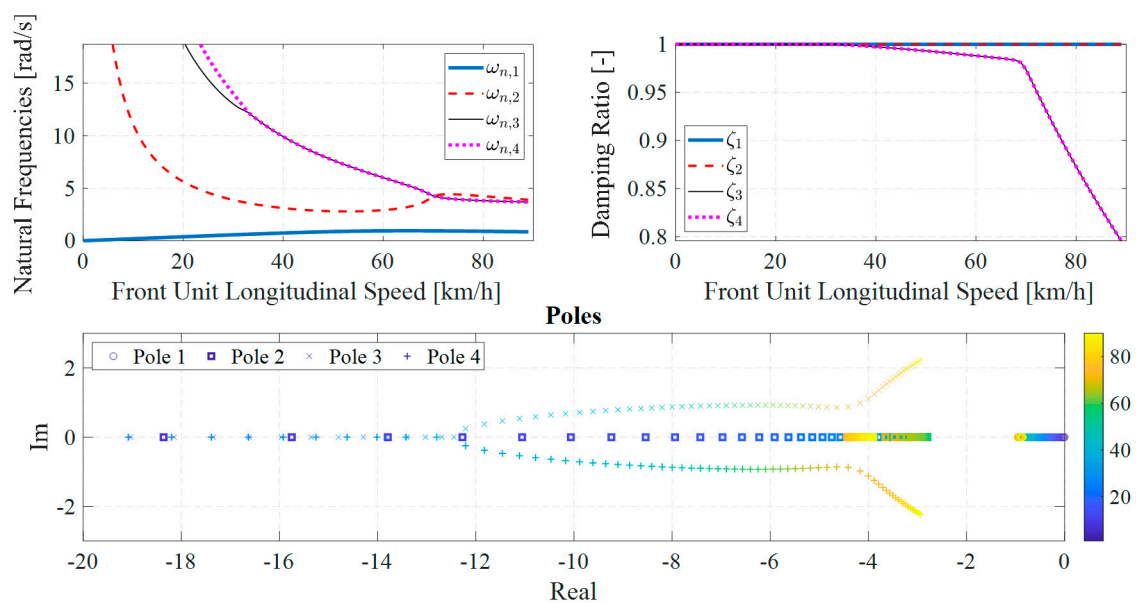 Natural Frequencies [rad/s]
15
10
5
0
0 20 40 60 80
Front Unit Longitudinal Speed [km/h]
ωn,1
ωn,2
ωn,3
ωn,4
Damping Ratio [-]
1
0.95
0.9
0.85
0.8
0 20 40 60 80
Front Unit Longitudinal Speed [km/h]
ζ1
ζ2
ζ3
ζ4
Poles
Pole 1 Pole 2 Pole 3 Pole 4
Im
2
0
-2
-20 -18 -16 -14 -12 -10 -8 -6 -4 -2 0
Real
80
60
40
20